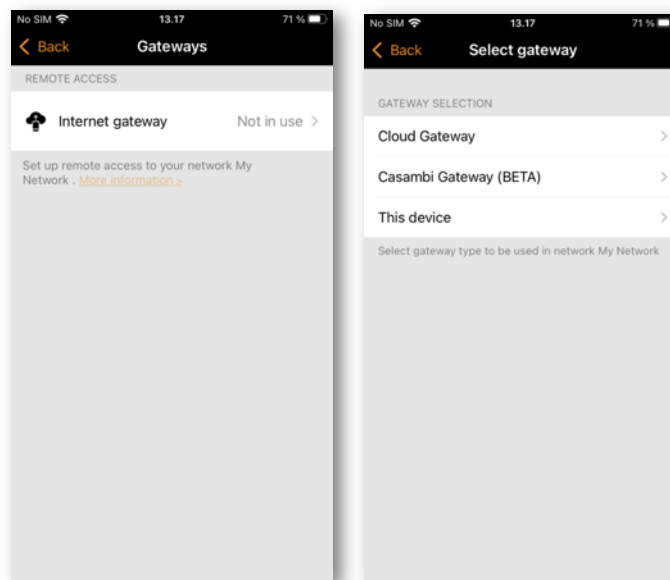 No SIM 13.17 71 %
Back Gateways
REMOTE ACCESS
Internet gateway Not in use
Set up remote access to your network My
Network . More information >
No SIM 13.17 71 %
Back Select gateway
GATEWAY SELECTION
Cloud Gateway
Casambi Gateway (BETA)
This device
Select gateway type to be used in network My Network